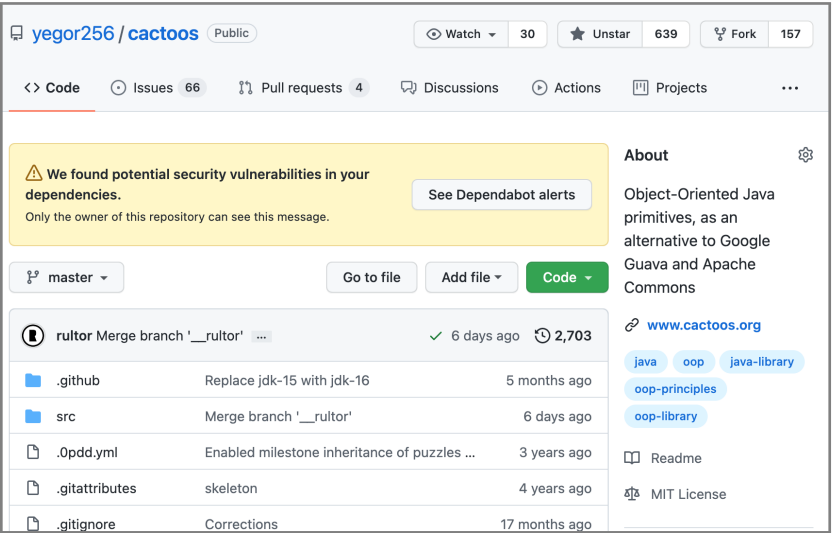 yegor256 / cactoos Public
Watch 30 Unstar 639 Fork 157
Code Issues 66 Pull requests 4 Discussions Actions Projects ...
We found potential security vulnerabilities in your
dependencies.
Only the owner of this repository can see this message.
See Dependabot alerts
master Go to file Add file Code
rultor Merge branch '__rultor' ... 6 days ago 2,703
.github Replace jdk-15 with jdk-16 5 months ago
src Merge branch '__rultor' 6 days ago
.0pdd.yml Enabled milestone inheritance of puzzles ... 3 years ago
.gitattributes skeleton 4 years ago
.gitignore Corrections 17 months ago
About
Object-Oriented Java
primitives, as an
alternative to Google
Guava and Apache
Commons
www.cactoos.org
java oop java-library
oop-principles
oop-library
Readme
MIT License